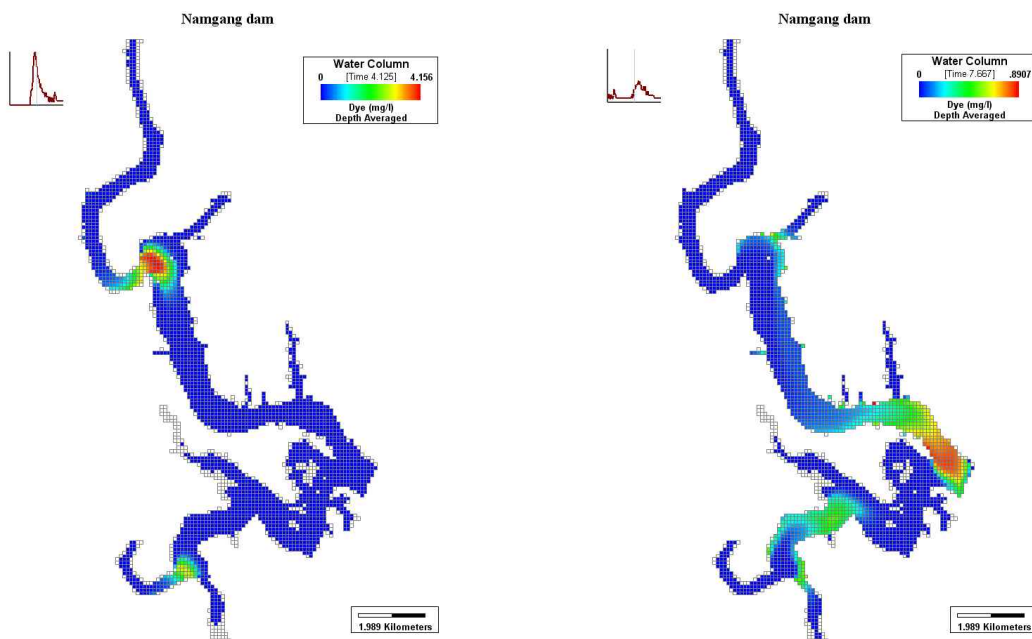 Namgang dam
Water Column
0 [Time 4.125] 4.156
Dye (mg/l)
Depth Averaged
1.989 Kilometers
Namgang dam
Water Column
0 [Time 7.667] .8907
Dye (mg/l)
Depth Averaged
1.989 Kilometers